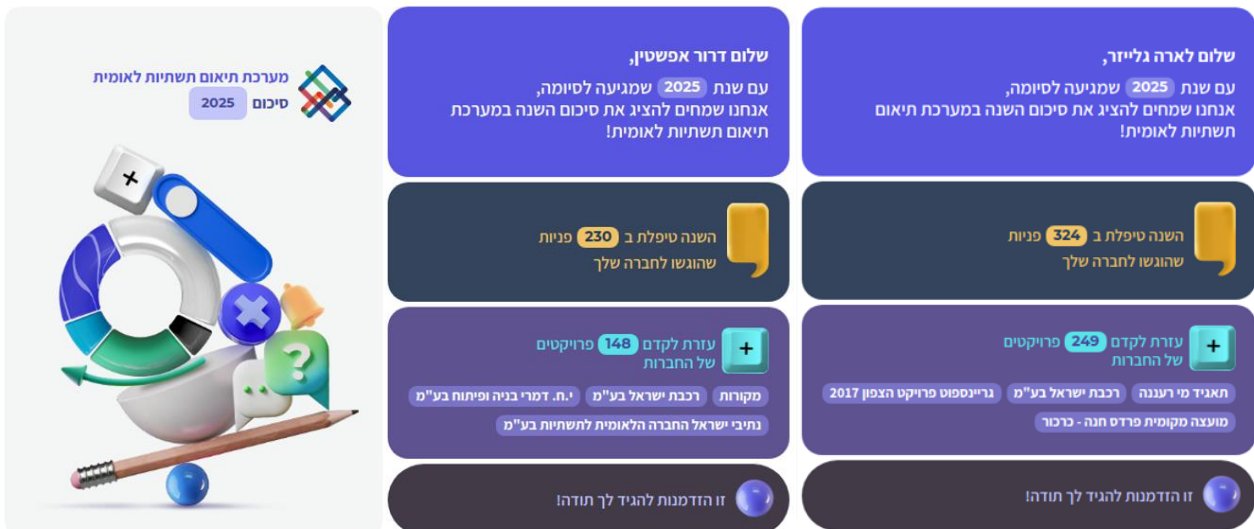 שלום לארה גלייזר,
עם שנת 2025 שמגיעה לסיומה,
אנחנו שמחים להציג את סיכום השנה במערכת תיאום
תשתיות לאומית!
השנה טיפלת ב 324 פניות
שהוגשו לחברה שלך
עזרת לקדם 249 פרויקטים
של החברות
תאגיד מי רעננה רכבת ישראל בע"מ גריינספוט פרויקט הצפון 2017
מועצה מקומית פרדס חנה - כרכור
זו הזדמנות להגיד לך תודה!
שלום דרור אפשטין,
עם שנת 2025 שמגיעה לסיומה,
אנחנו שמחים להציג את סיכום השנה במערכת
תיאום תשתיות לאומית!
השנה טיפלת ב 230 פניות
שהוגשו לחברה שלך
עזרת לקדם 148 פרויקטים
של החברות
מקורות רכבת ישראל בע"מ י.ח. דמרי בניה ופיתוח בע"מ
נתיבי ישראל החברה הלאומית לתשתיות בע"מ
זו הזדמנות להגיד לך תודה!
מערכת תיאום תשתיות לאומית
סיכום 2025